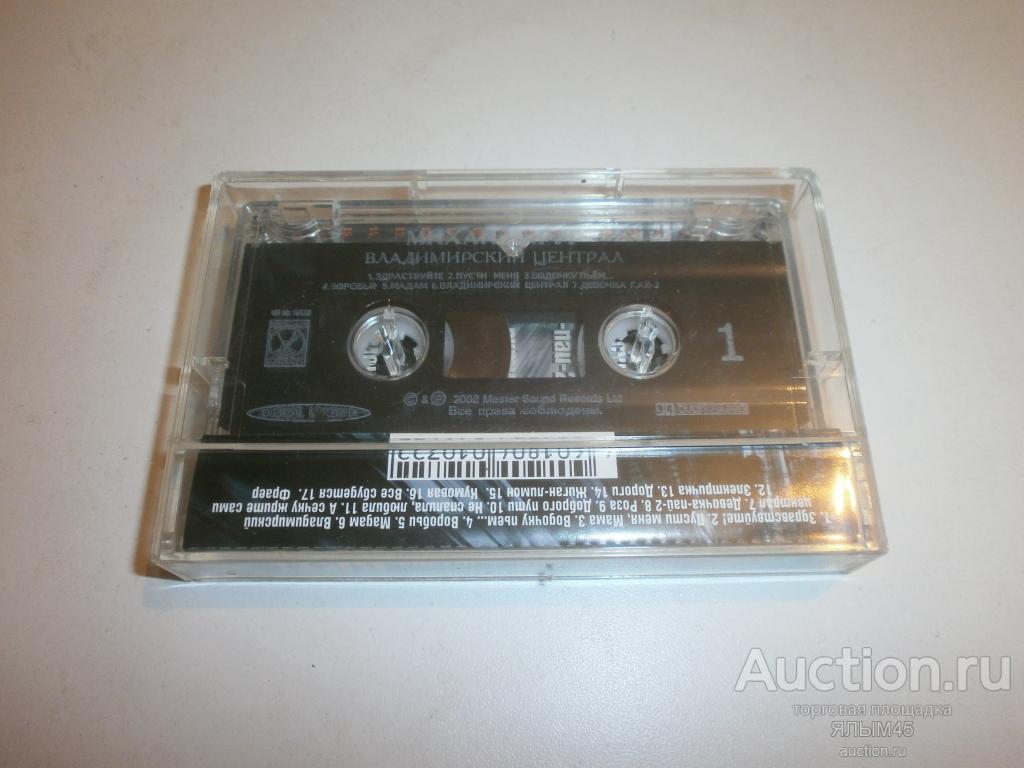 ВЛАДИМИРСКИЙ ЦЕНТРАЛ
1.ЗДРАСТВУЙТЕ 2.ПУСТИ МЕНЯ 3.ВОДОЧКУ ПЬЁМ...
4.ВОРОБЬИ 5.МАДАМ 6.ВЛАДИМИРСКИЙ ЦЕНТРАЛ 7.ДЕВОЧКА
1
© & ℗ 2002 Master Sound Records Ltd
Все права соблюдены.
1. Здравствуйте! 2. Пусти меня, Мама 3. Водочку пьем... 4. Воробьи 5. Мадам 6. Владимирский
централ 7. Девочка-пай-2 8. Роза 9. Доброго пути 10. Не спалила, любила 11. А сечку жрите сами
12. Электричка 13. Дороги 14. Жиган-лимон 15. Кумовая 16. Все сбудется 17. Фраер
Auction.ru
торговая площадка
ЯЛЫМ45
auction.ru